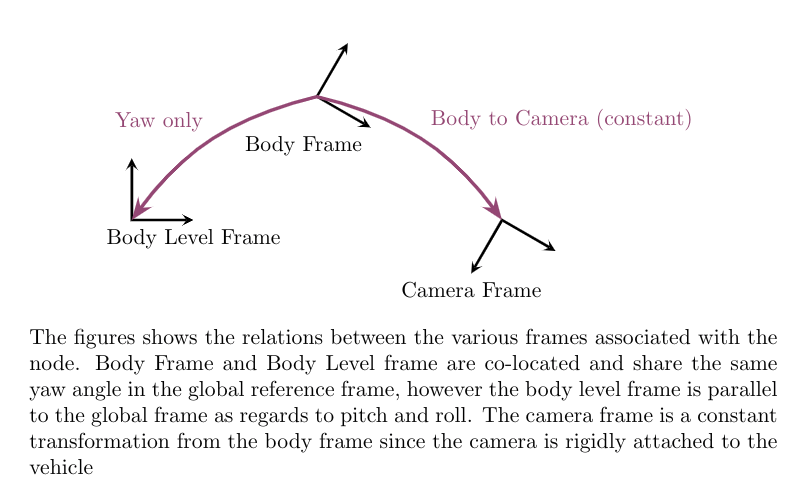 Yaw only
Body to Camera (constant)
Body Frame
Body Level Frame
Camera Frame
The figures shows the relations between the various frames associated with the
node. Body Frame and Body Level frame are co-located and share the same
yaw angle in the global reference frame, however the body level frame is parallel
to the global frame as regards to pitch and roll. The camera frame is a constant
transformation from the body frame since the camera is rigidly attached to the
vehicle